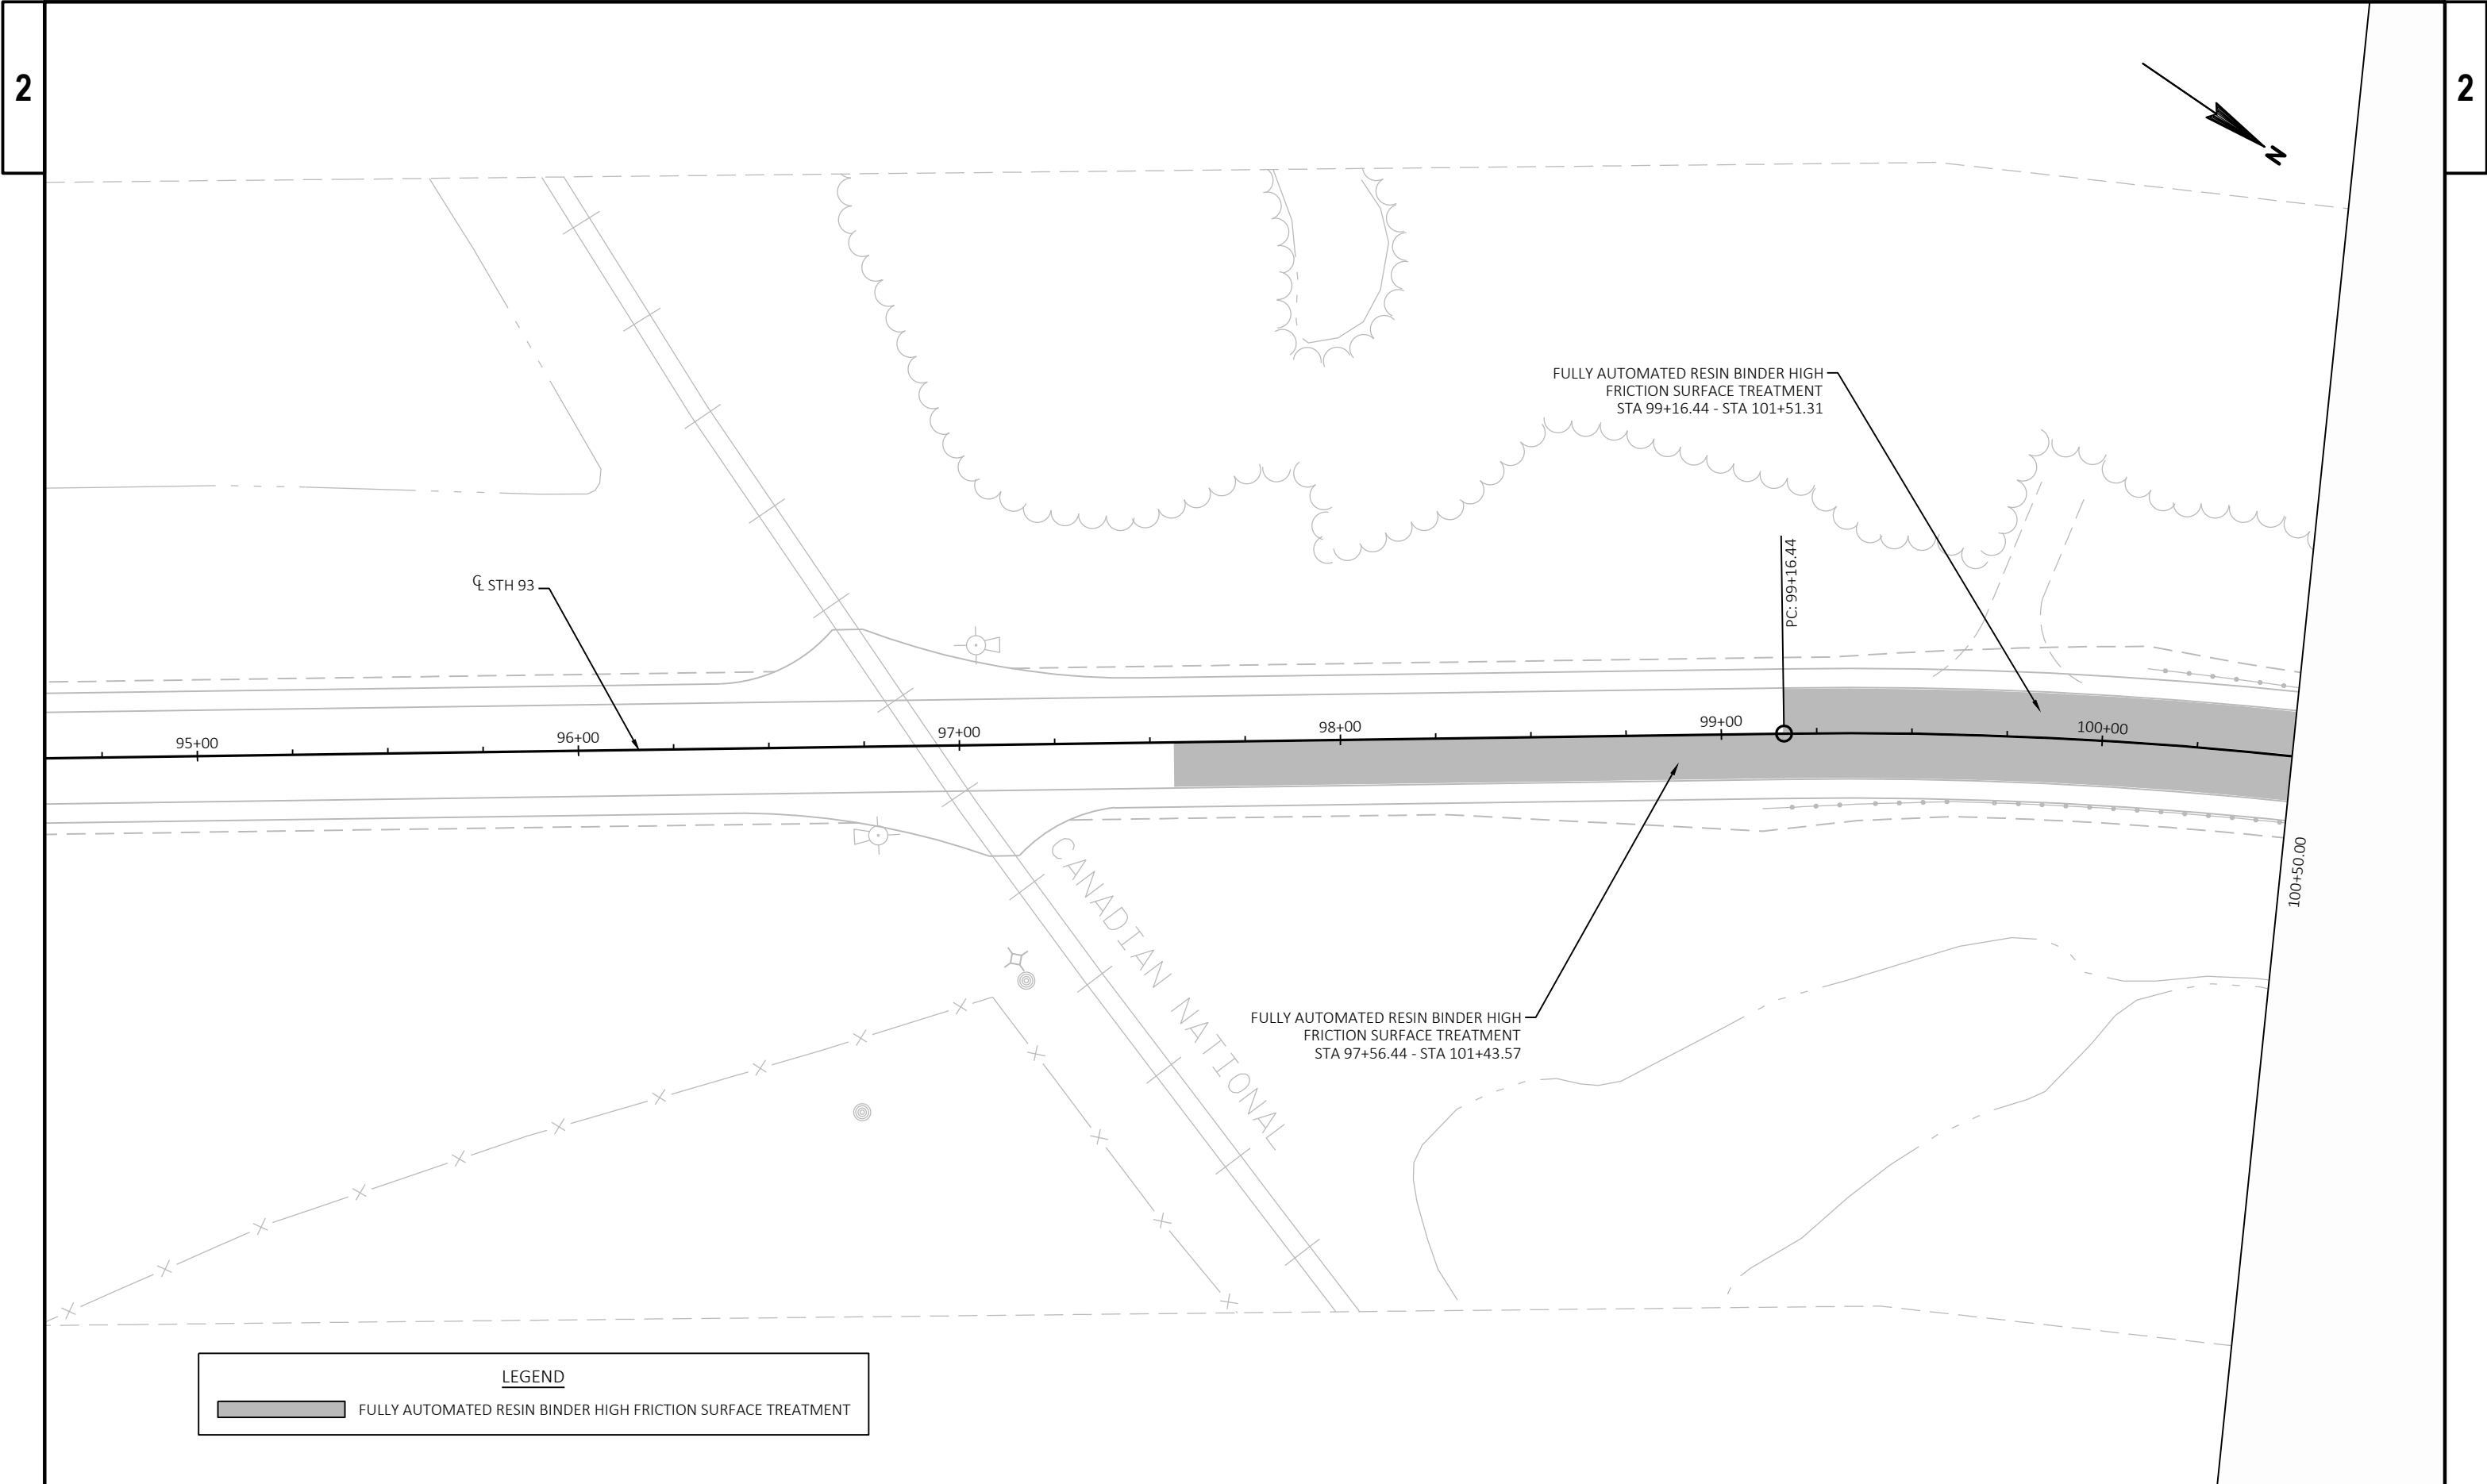 2
2
N
FULLY AUTOMATED RESIN BINDER HIGH
FRICTION SURFACE TREATMENT
STA 99+16.44 - STA 101+51.31
℄ STH 93
PC: 99+16.44
95+00
96+00
97+00
98+00
99+00
100+00
100+50.00
CANADIAN NATIONAL
FULLY AUTOMATED RESIN BINDER HIGH
FRICTION SURFACE TREATMENT
STA 97+56.44 - STA 101+43.57
LEGEND
FULLY AUTOMATED RESIN BINDER HIGH FRICTION SURFACE TREATMENT